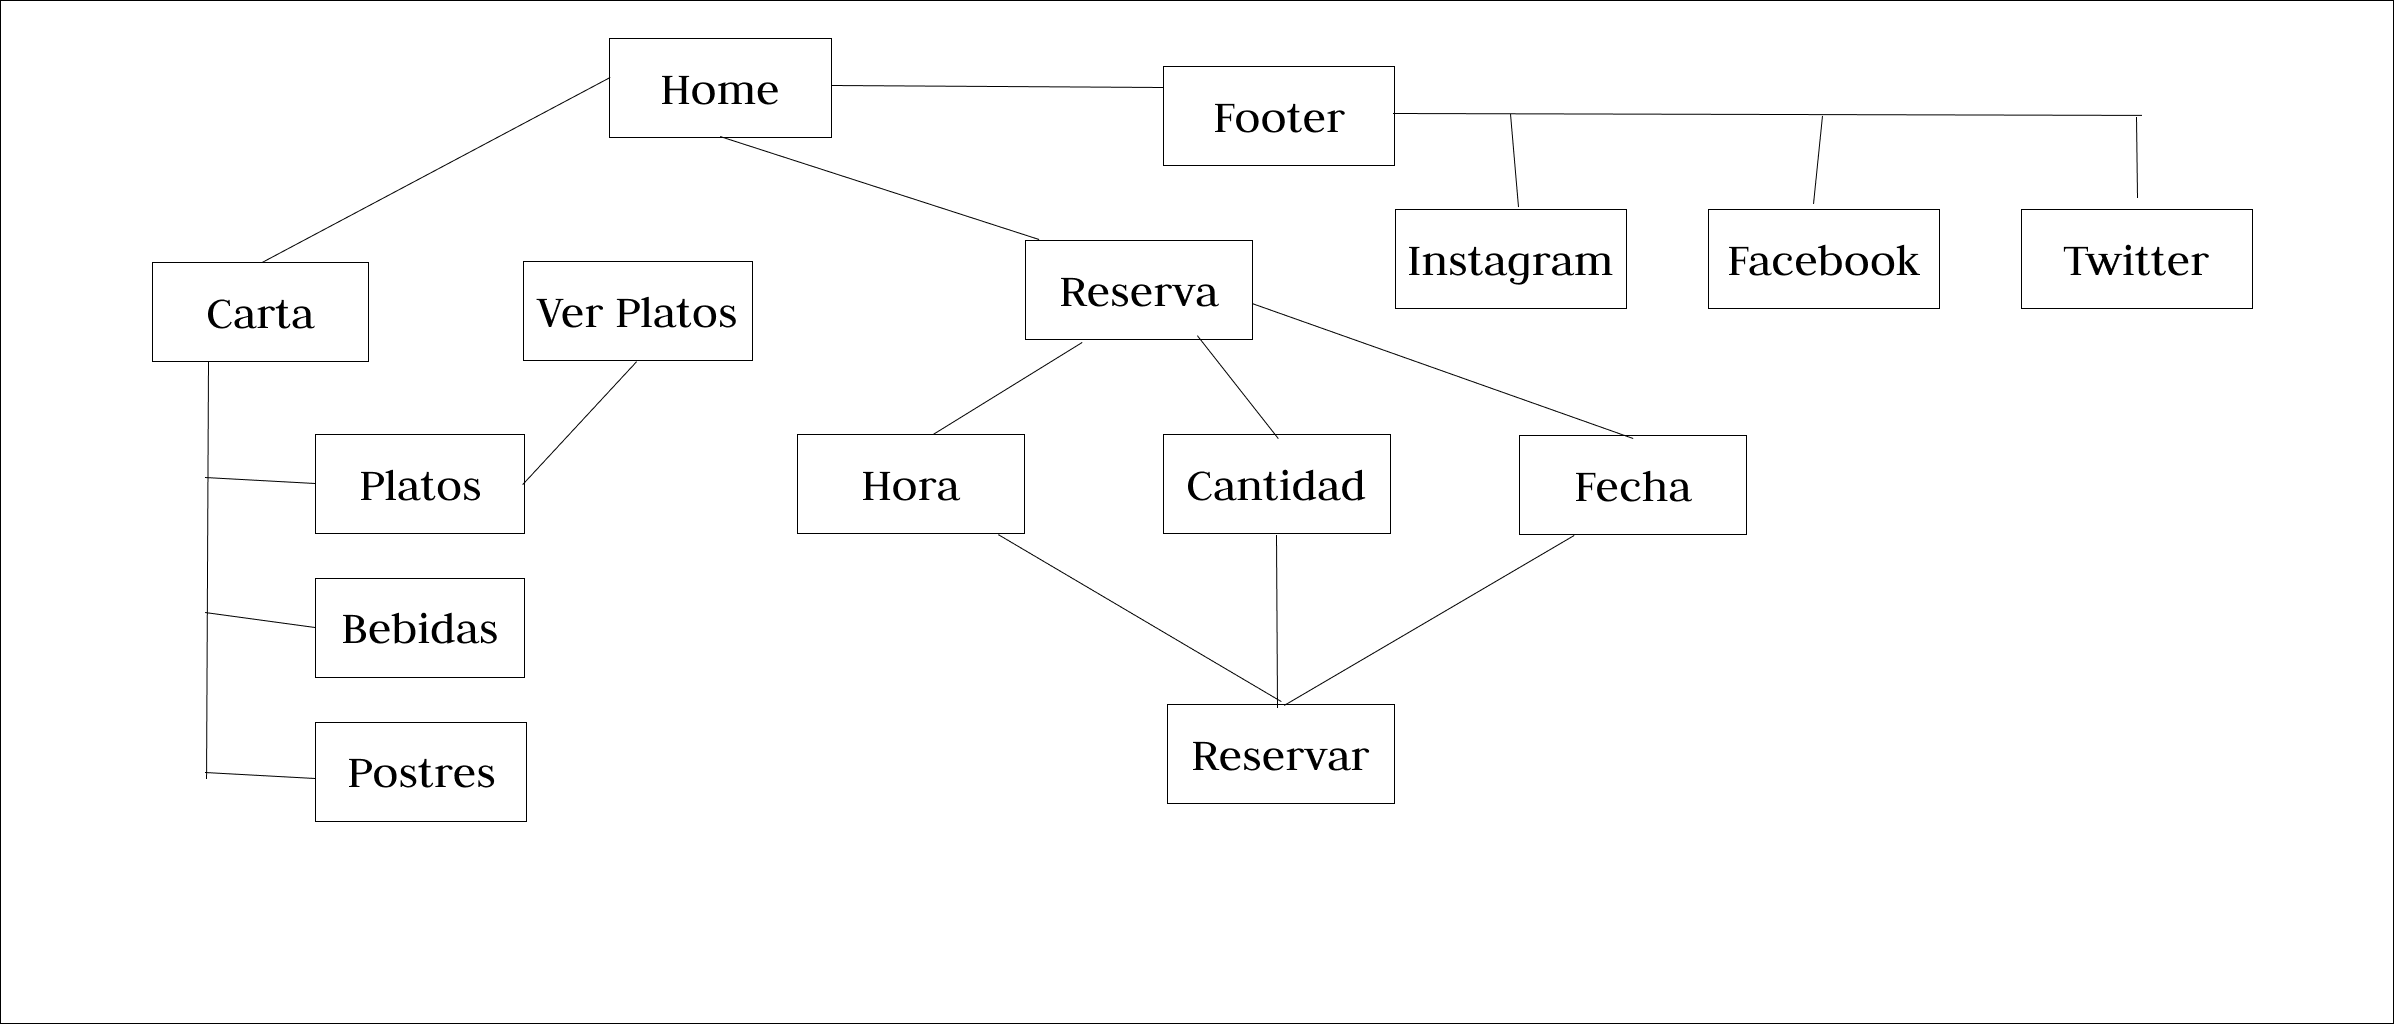 Home
Footer
Instagram
Facebook
Twitter
Carta
Ver Platos
Reserva
Platos
Hora
Cantidad
Fecha
Bebidas
Postres
Reservar